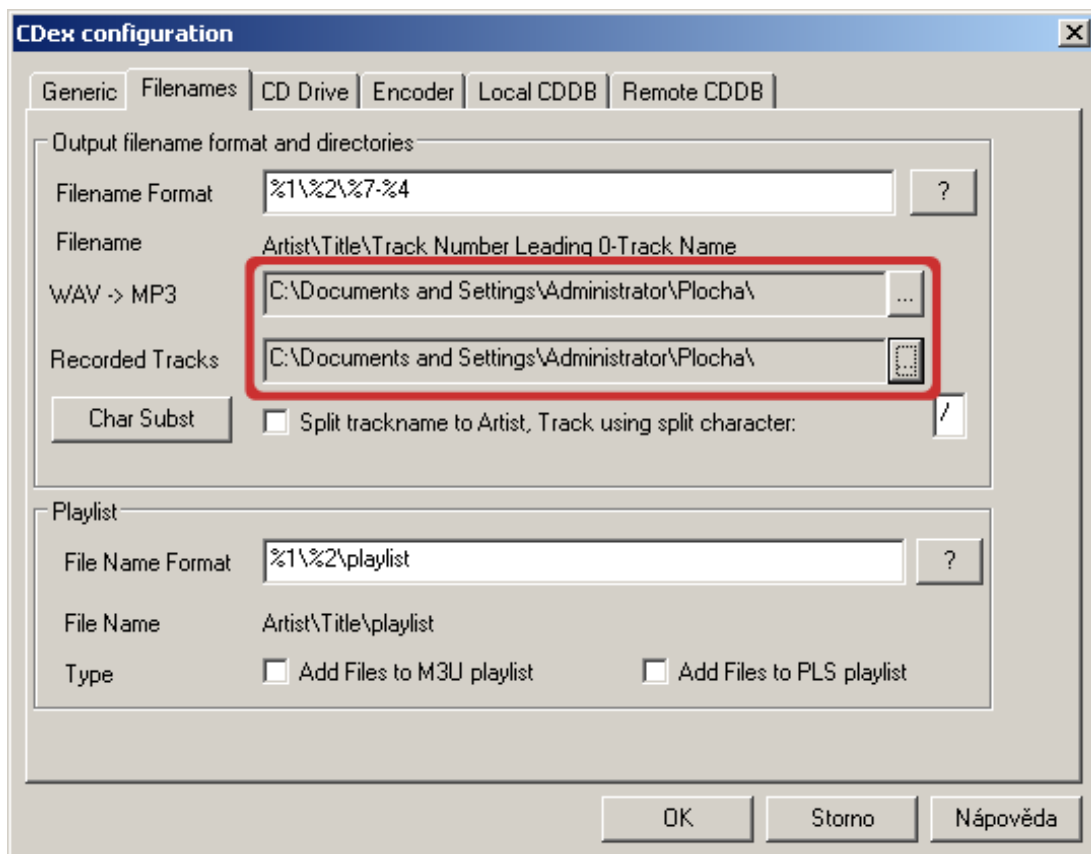 CDex configuration
Generic Filenames CD Drive Encoder Local CDDB Remote CDDB
Output filename format and directories
Filename Format %1\%2\%7-%4 ?
Filename Artist\Title\Track Number Leading 0-Track Name
WAV -> MP3 C:\Documents and Settings\Administrator\Plocha\ ...
Recorded Tracks C:\Documents and Settings\Administrator\Plocha\ ...
Char Subst Split trackname to Artist, Track using split character: /
Playlist
File Name Format %1\%2\playlist ?
File Name Artist\Title\playlist
Type Add Files to M3U playlist Add Files to PLS playlist
OK Storno Nápověda